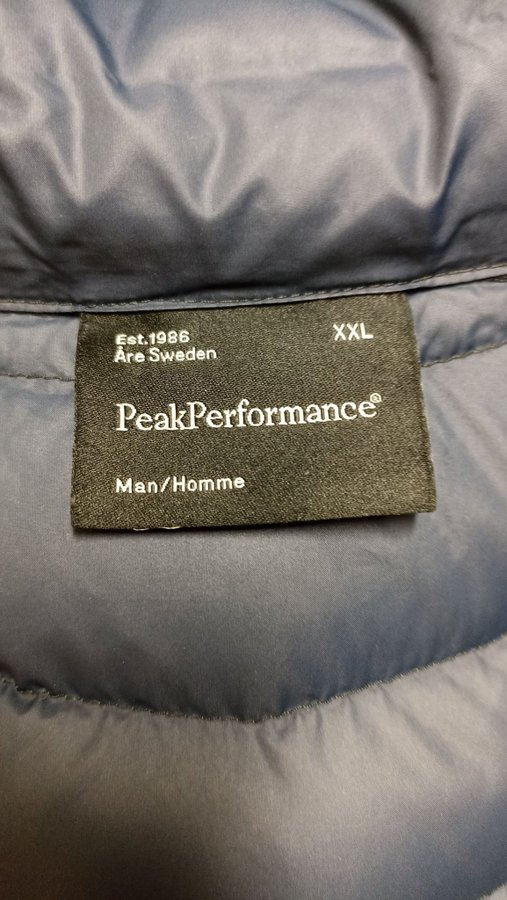 Est.1986
XXL
Åre Sweden
PeakPerformance®
Man/Homme